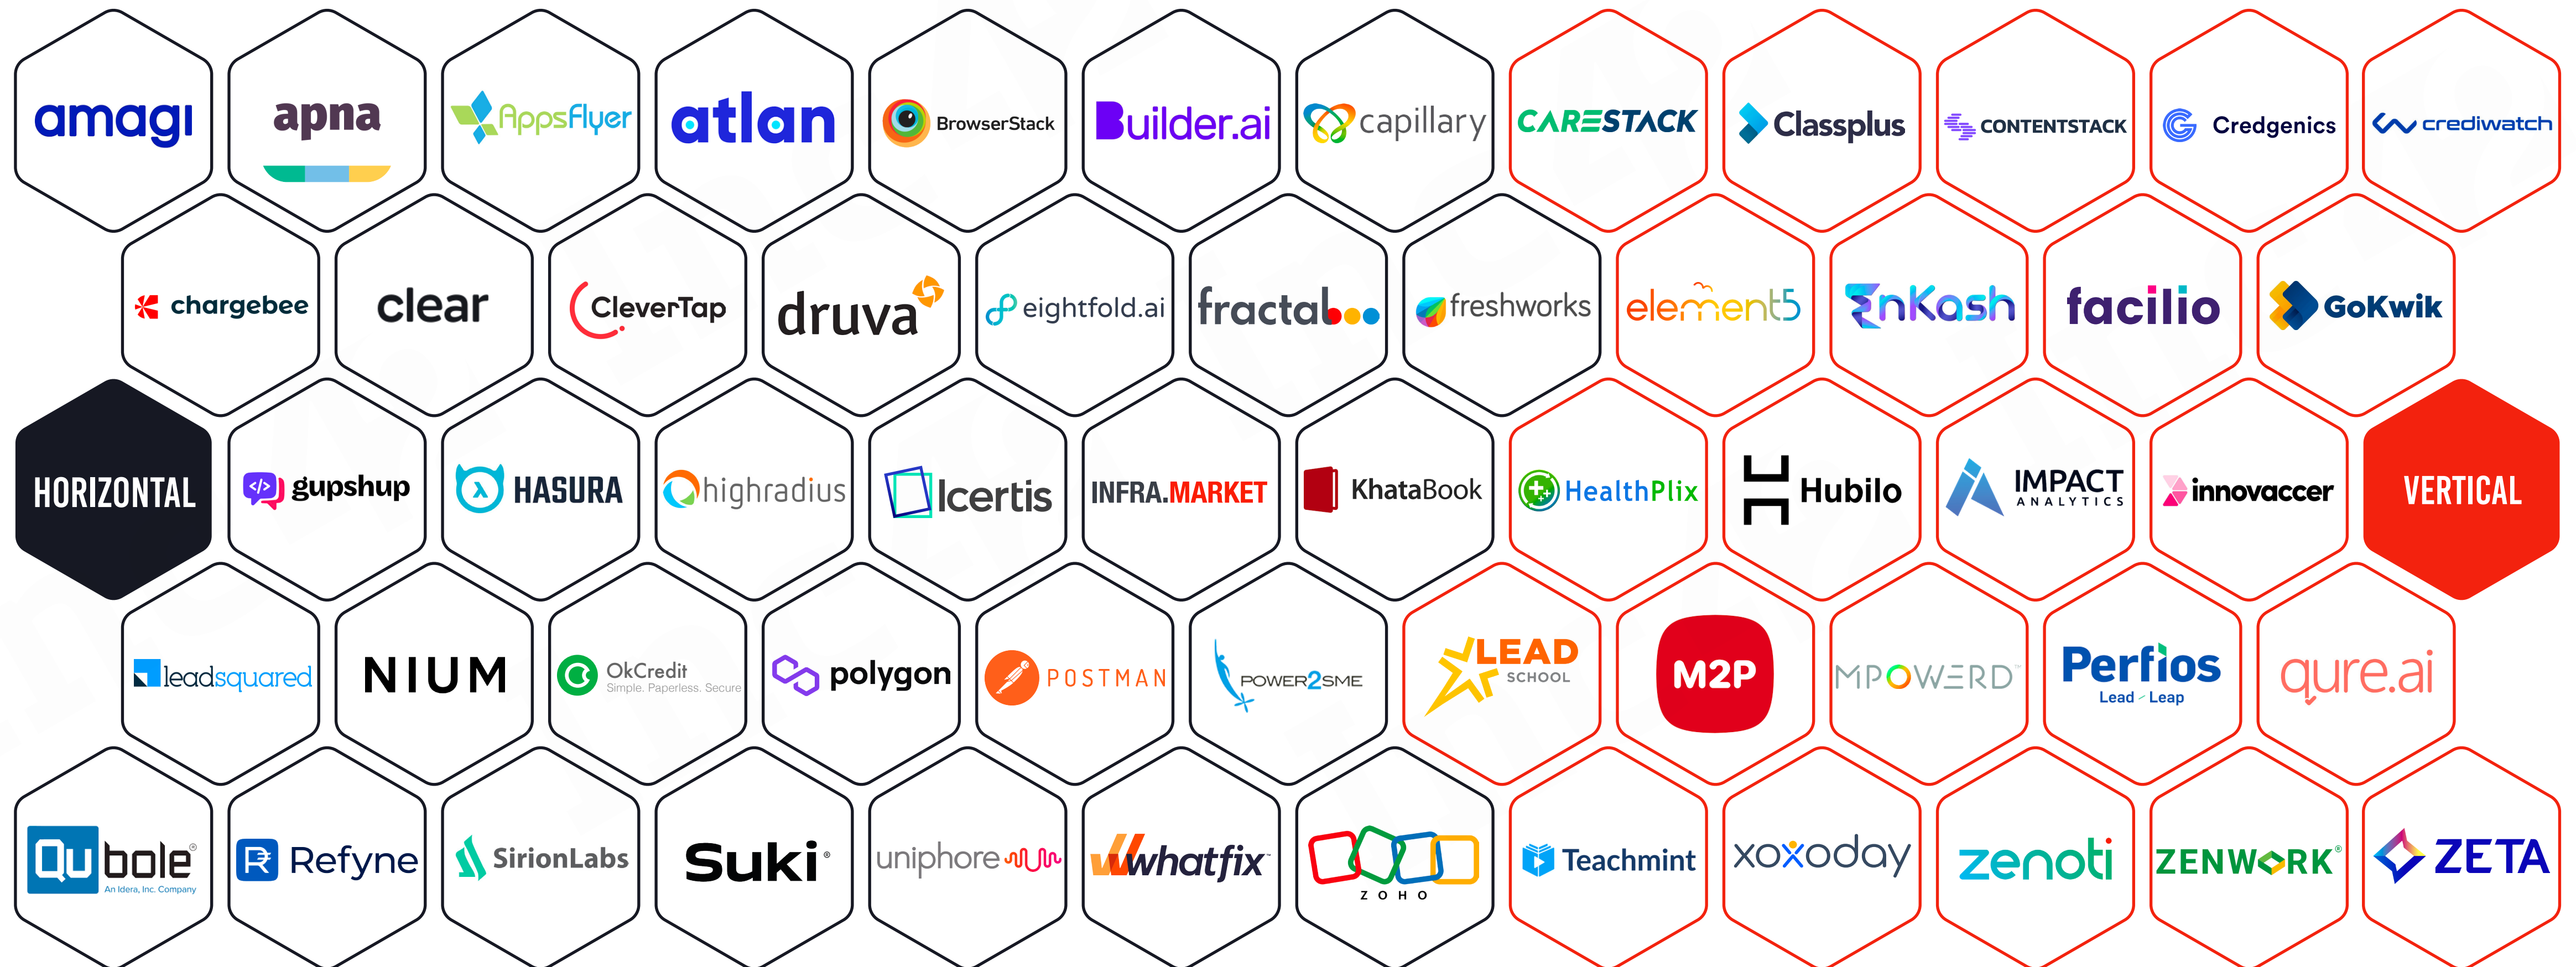 amagi
apna
AppsFlyer
atlan
BrowserStack
Builder.ai
capillary
CARESTACK
Classplus
CONTENTSTACK
Credgenics
crediwatch
chargebee
clear
CleverTap
druva
eightfold.ai
fractal
freshworks
element5
EnKash
facilio
GoKwik
HORIZONTAL
</> gupshup
HASURA
highradius
Icertis
INFRA.MARKET
KhataBook
HealthPlix
Hubilo
IMPACT
ANALYTICS
innovaccer
VERTICAL
leadsquared
NIUM
OkCredit
Simple. Paperless. Secure
polygon
POSTMAN
POWER2SME
LEAD
SCHOOL
M2P
MPOWERD™
Perfios
Lead Leap
qure.ai
Qubole®
An Idera, Inc. Company
Refyne
SirionLabs
Suki®
uniphore
whatfix™
ZOHO
Teachmint
xoxoday
zenoti
ZENWORK®
ZETA